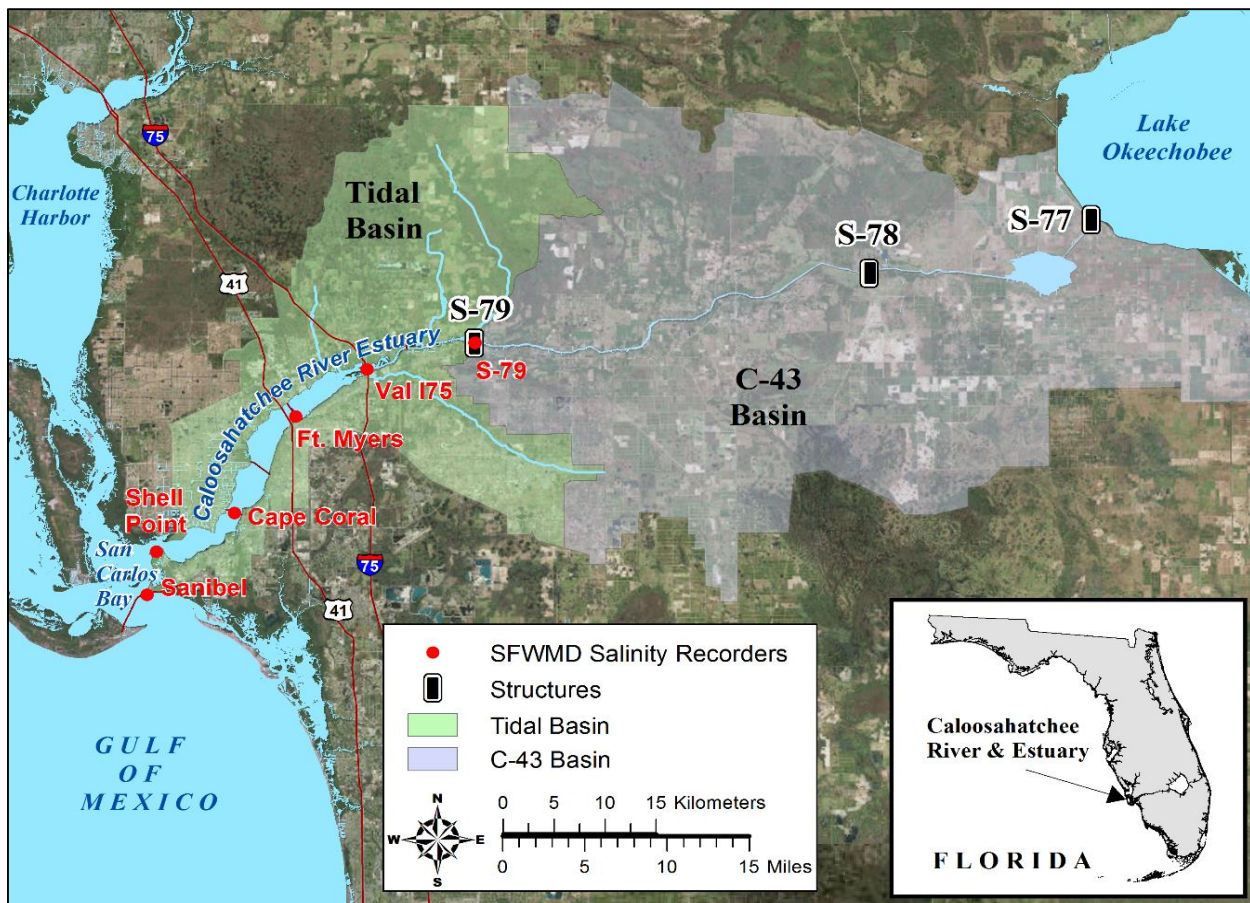 75
Charlotte
Harbor
Tidal
Basin
41
Lake
Okeechobee
S-77
S-78
S-79
S-79
Caloosahatchee River Estuary
Val I75
C-43
Basin
Ft. Myers
Shell
Point
Cape Coral
San
Carlos
Bay
Sanibel
75
41
GULF
OF
MEXICO
SFWMD Salinity Recorders
Structures
Tidal Basin
C-43 Basin
N
W E
S
0 5 10 15 Kilometers
0 5 10 15 Miles
Caloosahatchee
River & Estuary
FLORIDA